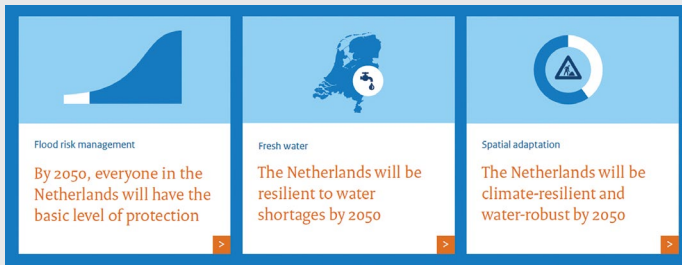 Flood risk management
By 2050, everyone in the
Netherlands will have the
basic level of protection
>
Fresh water
The Netherlands will be
resilient to water
shortages by 2050
>
Spatial adaptation
The Netherlands will be
climate-resilient and
water-robust by 2050
>